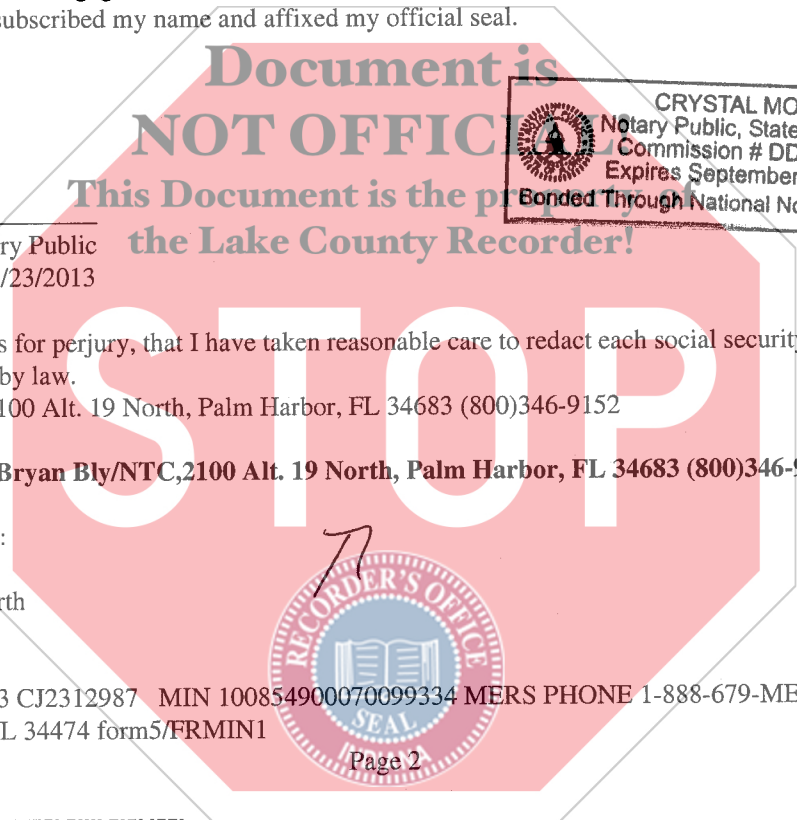 subscribed my name and affixed my official seal.
Document is
NOT OFFICIAL!
This Document is the property of
the Lake County Recorder!
CRYSTAL MO
Notary Public, State
Commission # DD
Expires September
Bonded Through National No
ry Public
/23/2013
STOP
s for perjury, that I have taken reasonable care to redact each social security
by law.
100 Alt. 19 North, Palm Harbor, FL 34683 (800)346-9152
Bryan Bly/NTC,2100 Alt. 19 North, Palm Harbor, FL 34683 (800)346-9
:
rth
RECORDER'S OFFICE
SEAL
INDIANA
3 CJ2312987 MIN 100854900070099334 MERS PHONE 1-888-679-ME
L 34474 form5/FRMIN1
Page 2